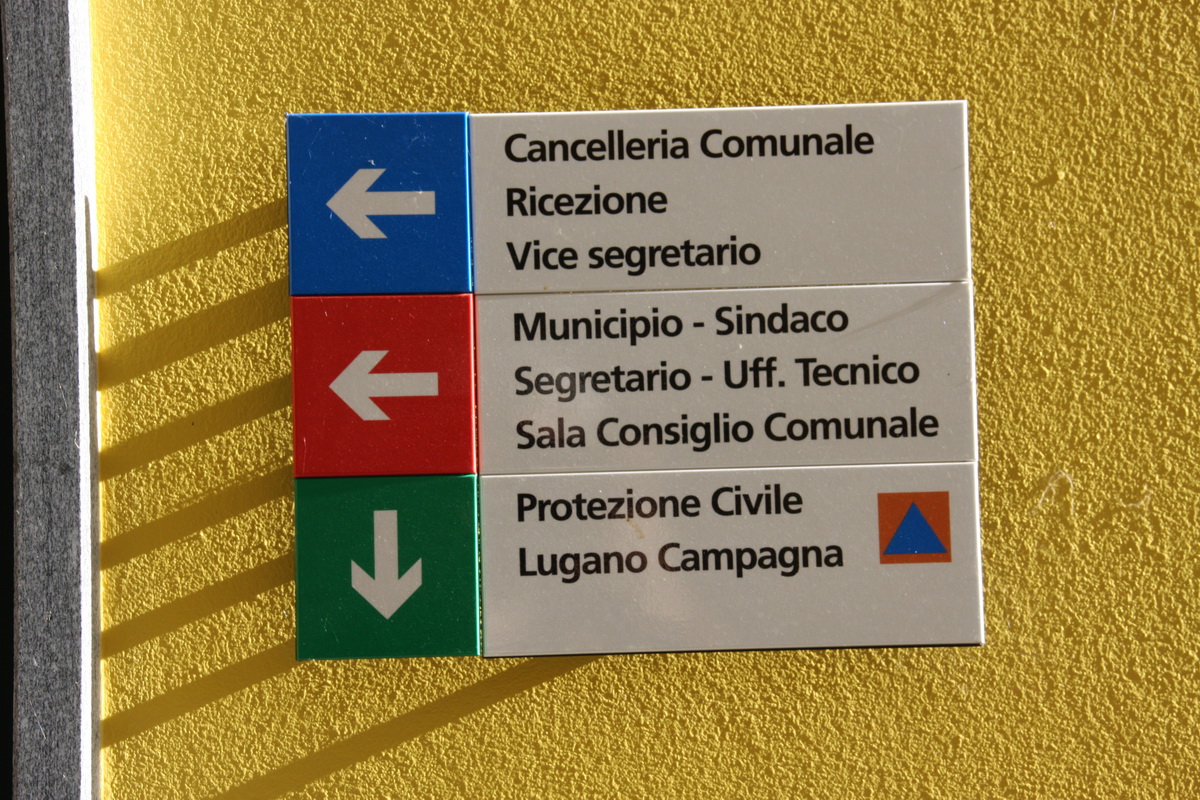 Cancelleria Comunale
Ricezione
Vice segretario
Municipio - Sindaco
Segretario - Uff. Tecnico
Sala Consiglio Comunale
Protezione Civile
Lugano Campagna